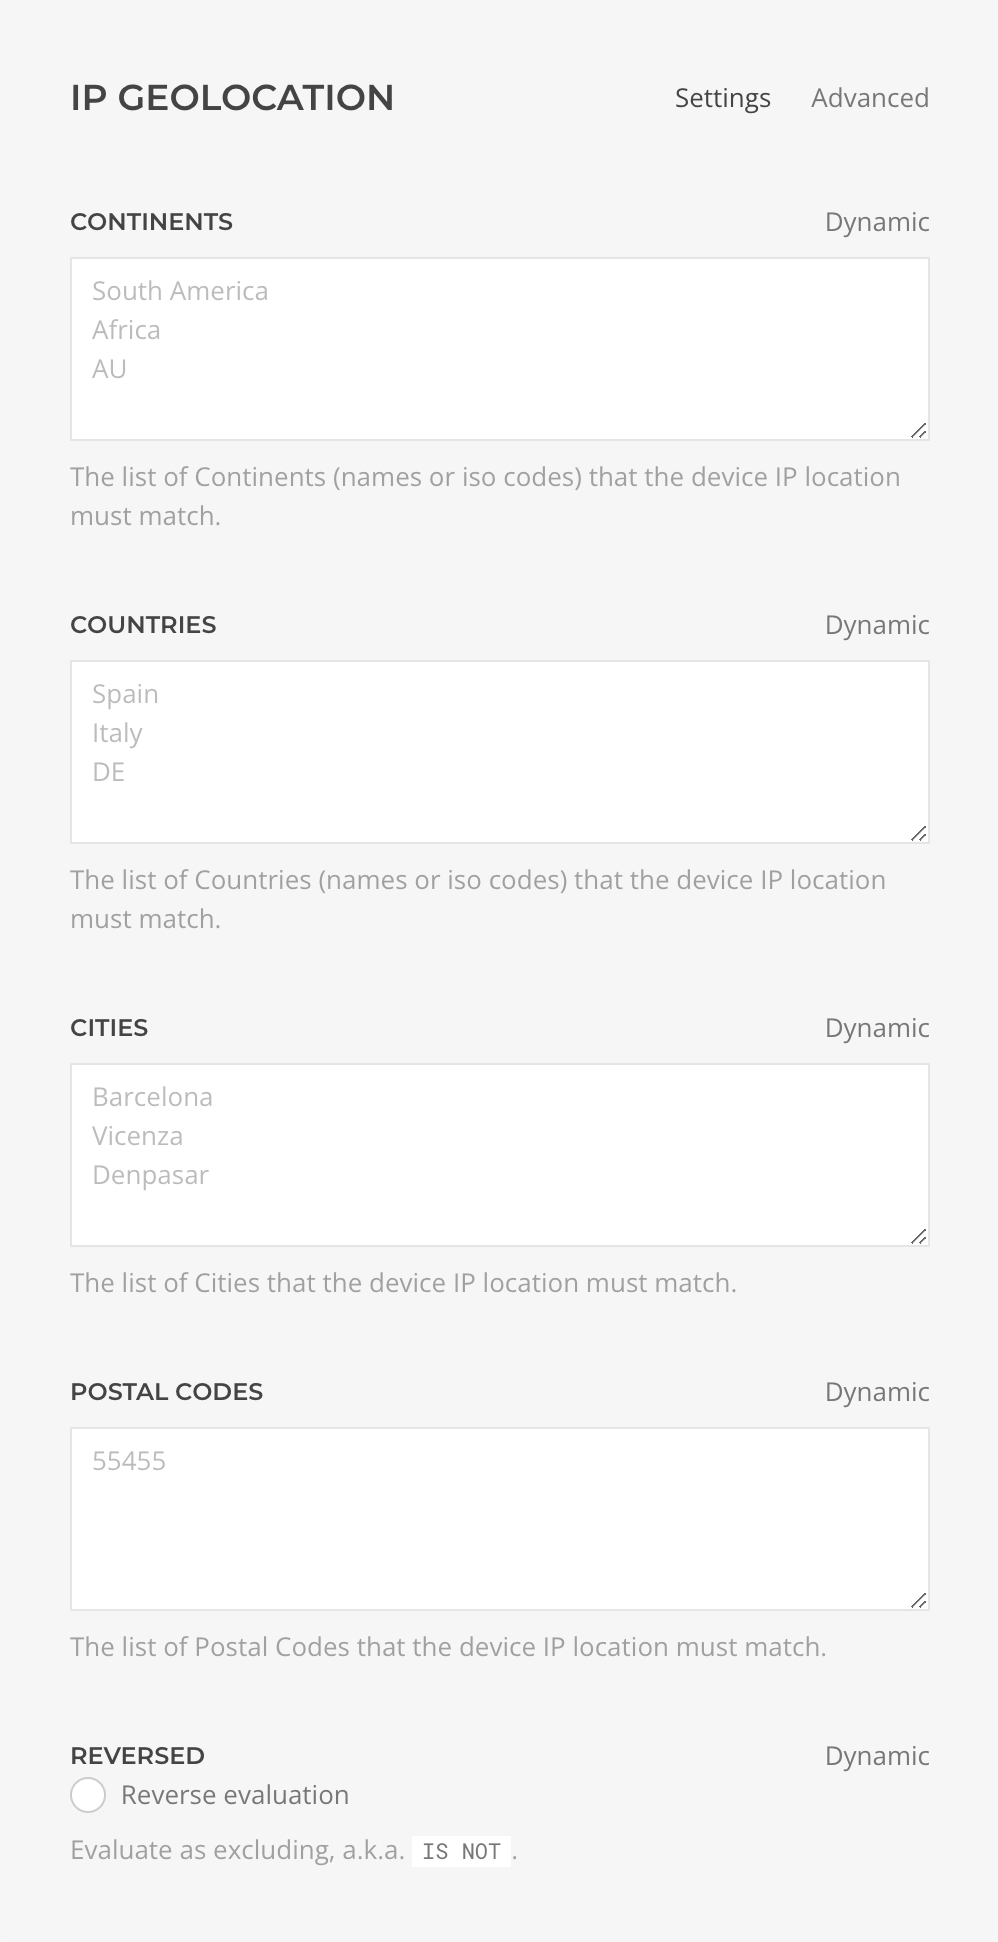 IP GEOLOCATION Settings Advanced
CONTINENTS Dynamic
South America
Africa
AU
The list of Continents (names or iso codes) that the device IP location
must match.
COUNTRIES Dynamic
Spain
Italy
DE
The list of Countries (names or iso codes) that the device IP location
must match.
CITIES Dynamic
Barcelona
Vicenza
Denpasar
The list of Cities that the device IP location must match.
POSTAL CODES Dynamic
55455
The list of Postal Codes that the device IP location must match.
REVERSED Dynamic
Reverse evaluation
Evaluate as excluding, a.k.a. IS NOT.